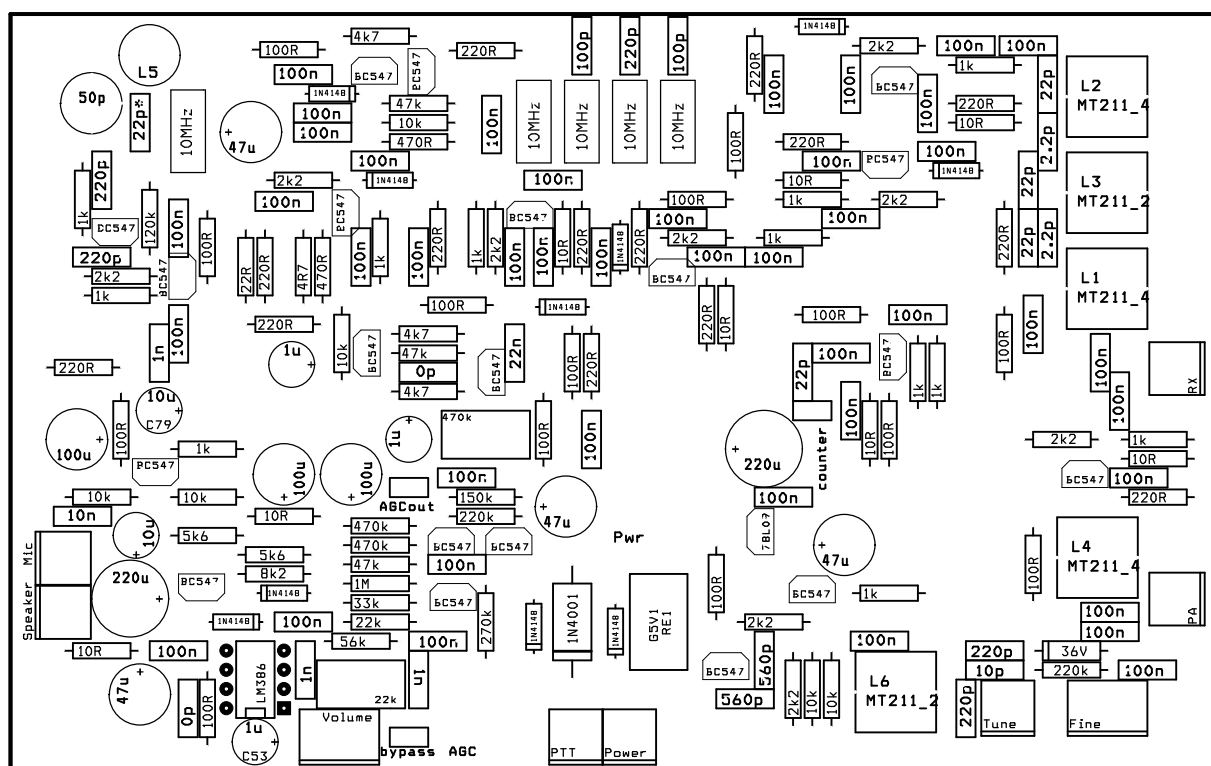 L5
50p
22p*
10MHz
100R
4k7
100n
BC547
BC547
220R
1N4148
100n
100n
47u
47k
10k
470R
100n
100p
220p
100p
10MHz
10MHz
10MHz
10MHz
220R
100n
100R
1N4148
2k2
100n
BC547
100n
100n
100n
1k
220R
10R
22p
2.2p
L2
MT211_4
220R
100n
BC547
100n
1N4148
10R
1k
2k2
100n
22p
L3
MT211_2
220p
1k
BC547
120k
100n
100R
220p
2k2
1k
BC547
2k2
100n
BC547
100n
1N4148
22R
220R
4R7
470R
100n
1k
100n
220R
100n
1k
2k2
BC547
100n
100n
10R
220R
100n
1N4148
220R
100R
100n
2k2
100n
100n
1k
BC547
220R
22p
2.2p
L1
MT211_4
1n
100n
220R
220R
1u
10k
BC547
100R
4k7
47k
0p
4k7
BC547
22n
1N4148
100R
220R
220R
10R
100R
100n
100n
22p
BC547
1k
1k
100R
100n
100n
RX
100u
100R
10u
C79
BC547
1k
10k
10k
100u
100u
1u
470k
100R
100n
220u
counter
100n
10R
100R
100n
2k2
1k
10R
BC547
100n
220R
10n
10u
5k6
10R
AGCout
100n
150k
220k
47u
Pwr
100n
78L07
47u
Speaker Mic
220u
BC547
5k6
8k2
1N4148
470k
470k
47k
1M
33k
22k
BC547
BC547
100n
BC547
270k
1N4148
1N4001
1N4148
G5V1
RE1
100R
BC547
1k
100R
L4
MT211_4
PA
100n
100n
10R
100n
1N4148
100n
56k
100n
47u
0p
100R
LM386
1n
22k
1n
1u
C53
Volume
bypass AGC
PTT
Power
2k2
BC547
560p
560p
2k2
10k
10k
100n
L6
MT211_2
220p
10p
220p
36V
220k
100n
Tune
Fine